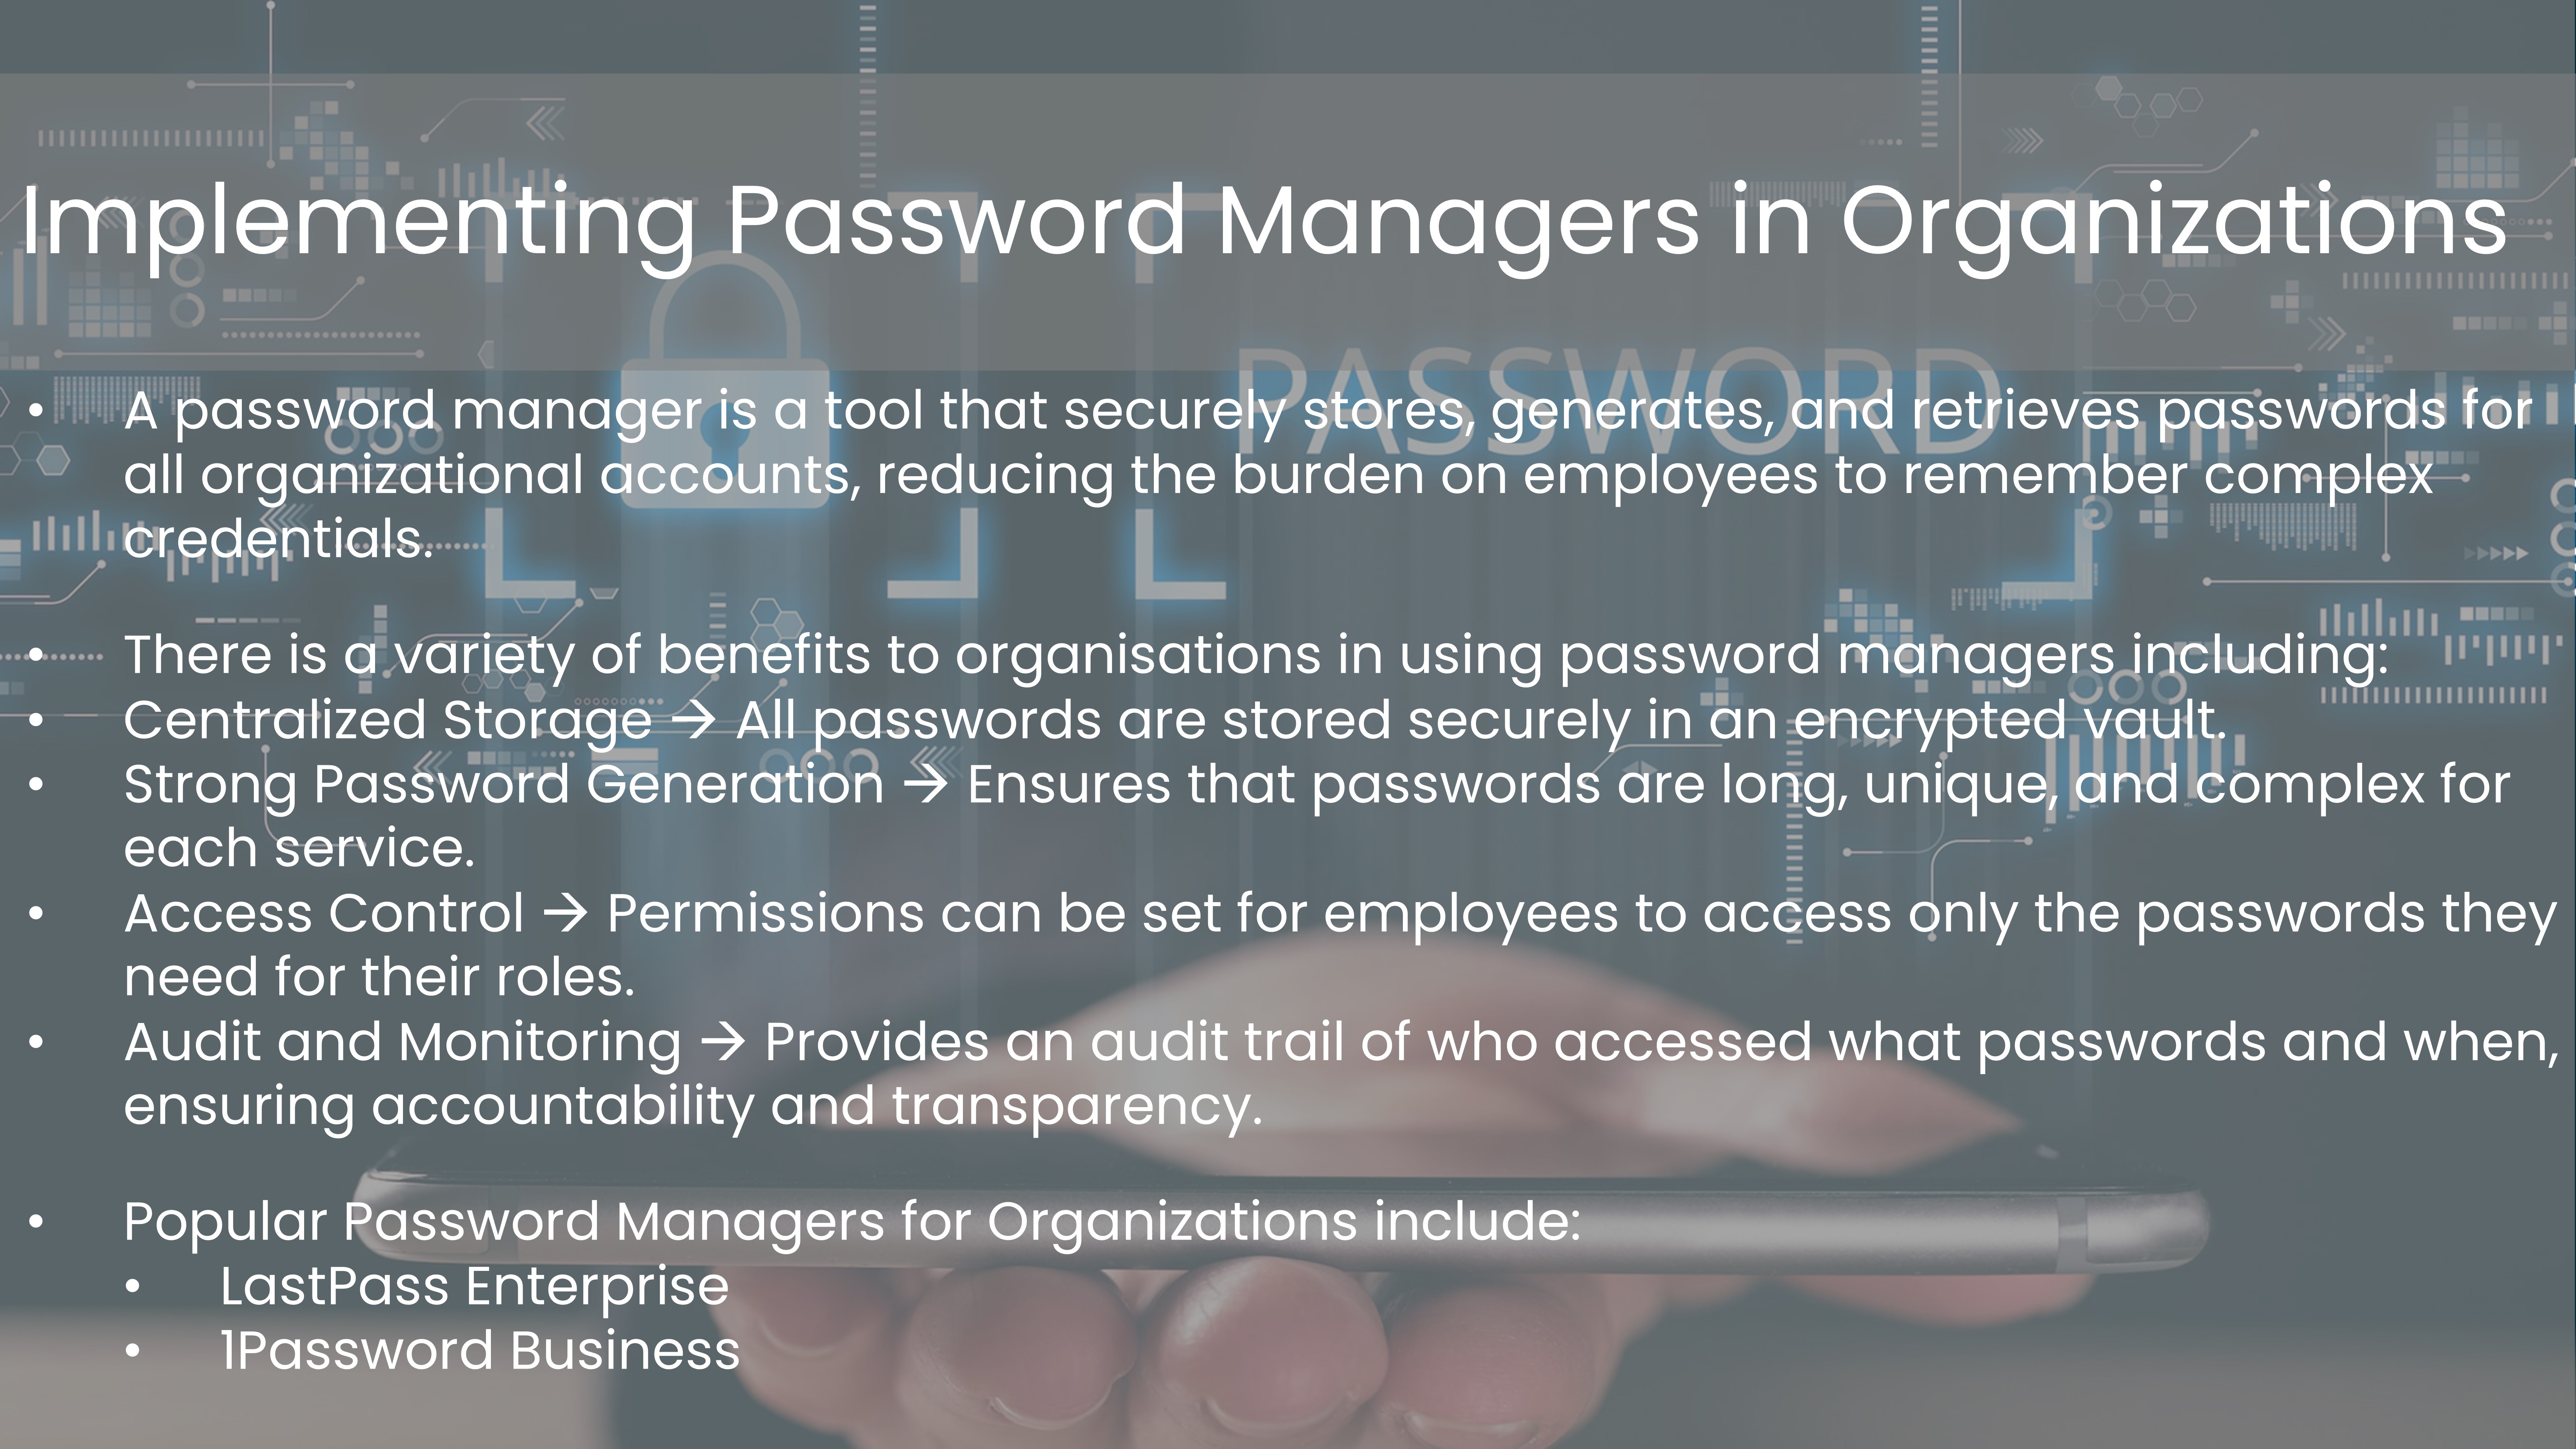 Implementing Password Managers in Organizations
PASSWORD
• A password manager is a tool that securely stores, generates, and retrieves passwords for
all organizational accounts, reducing the burden on employees to remember complex
credentials.
• There is a variety of benefits to organisations in using password managers including:
• Centralized Storage → All passwords are stored securely in an encrypted vault.
• Strong Password Generation → Ensures that passwords are long, unique, and complex for
each service.
• Access Control → Permissions can be set for employees to access only the passwords they
need for their roles.
• Audit and Monitoring → Provides an audit trail of who accessed what passwords and when,
ensuring accountability and transparency.
• Popular Password Managers for Organizations include:
• LastPass Enterprise
• 1Password Business